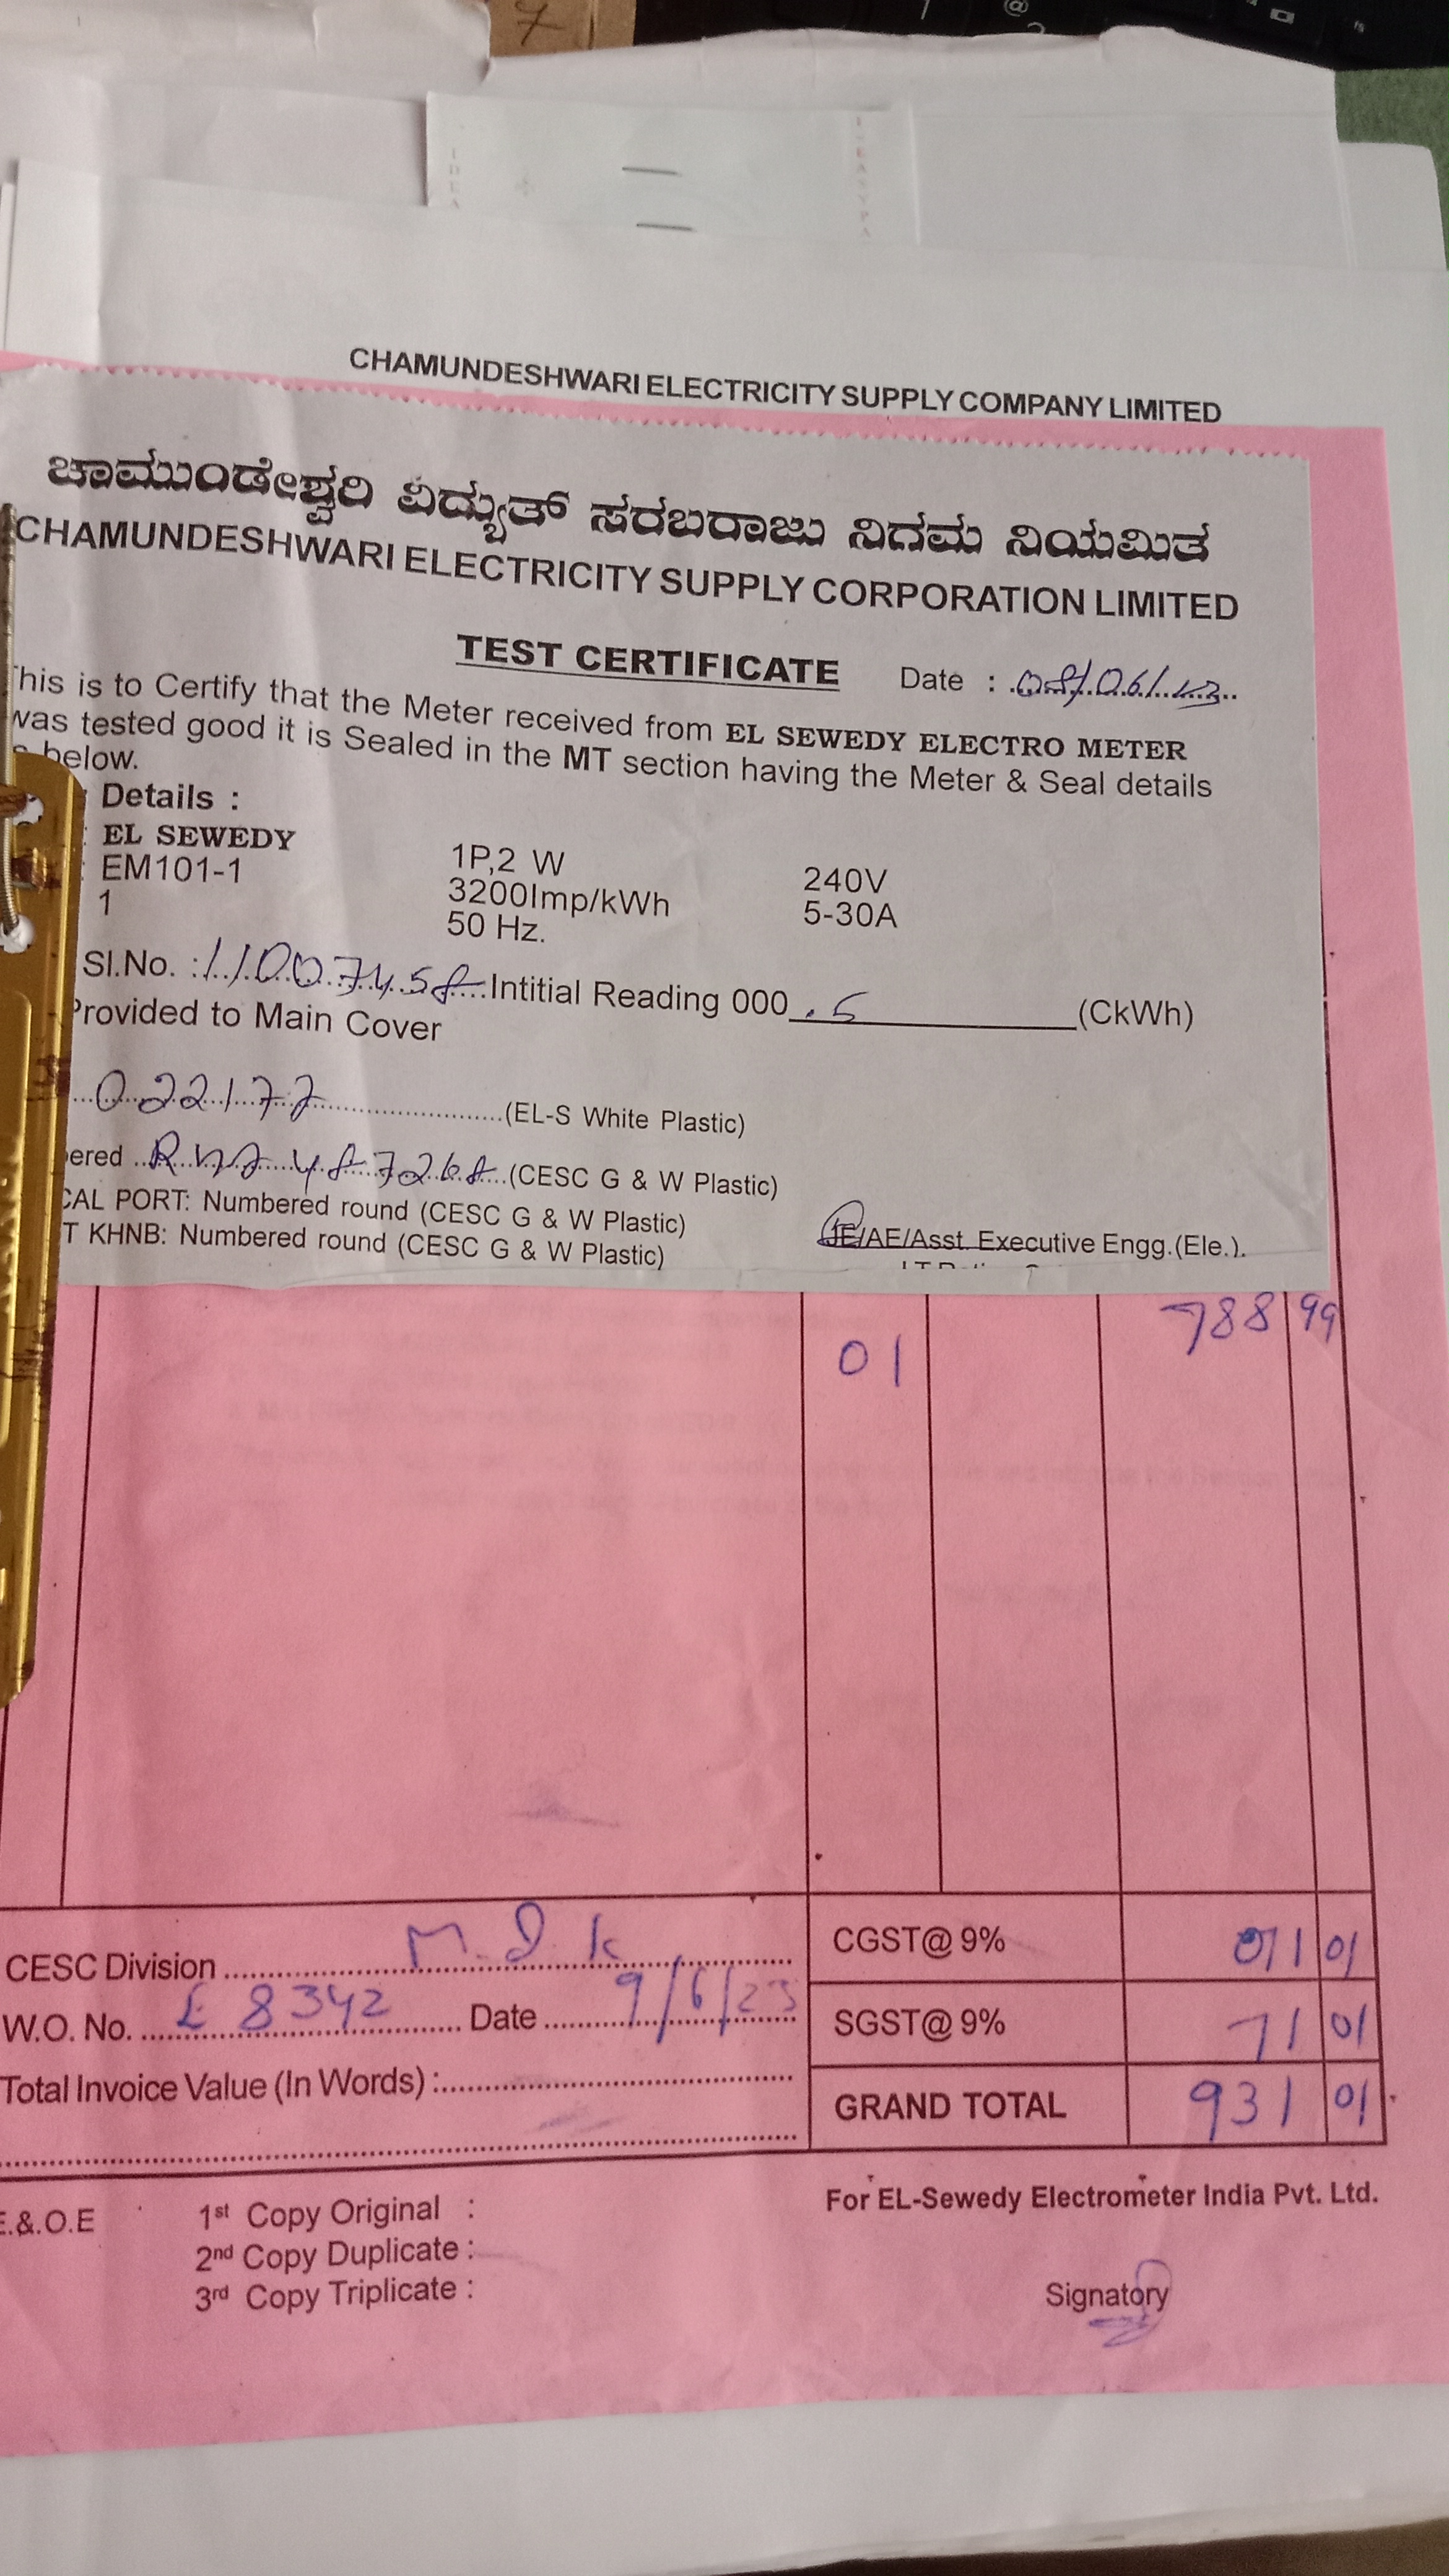 CHAMUNDESHWARI ELECTRICITY SUPPLY COMPANY LIMITED
ಚಾಮುಂಡೇಶ್ವರಿ ವಿದ್ಯುತ್ ಸರಬರಾಜು ನಿಗಮ ನಿಯಮಿತ
CHAMUNDESHWARI ELECTRICITY SUPPLY CORPORATION LIMITED
TEST CERTIFICATE Date :
This is to Certify that the Meter received from EL SEWEDY ELECTRO METER
was tested good it is Sealed in the MT section having the Meter & Seal details
below.
Details :
: EL SEWEDY 1P,2 W 240V
: EM101-1 3200Imp/kWh 5-30A
1 50 Hz.
Sl.No. : 11007458 Intitial Reading 000 .5 (CkWh)
Provided to Main Cover
022177 (EL-S White Plastic)
ered (CESC G & W Plastic)
CAL PORT: Numbered round (CESC G & W Plastic)
T KHNB: Numbered round (CESC G & W Plastic)
JE/AE/Asst. Executive Engg.(Ele.).
01 788 99
CESC Division M.D.K CGST@ 9% 71 01
W.O. No. 8342 Date 9/6/23 SGST@ 9% 71 01
Total Invoice Value (In Words) : GRAND TOTAL 931 01
E.&.O.E 1st Copy Original : For EL-Sewedy Electrometer India Pvt. Ltd.
2nd Copy Duplicate :
3rd Copy Triplicate : Signatory